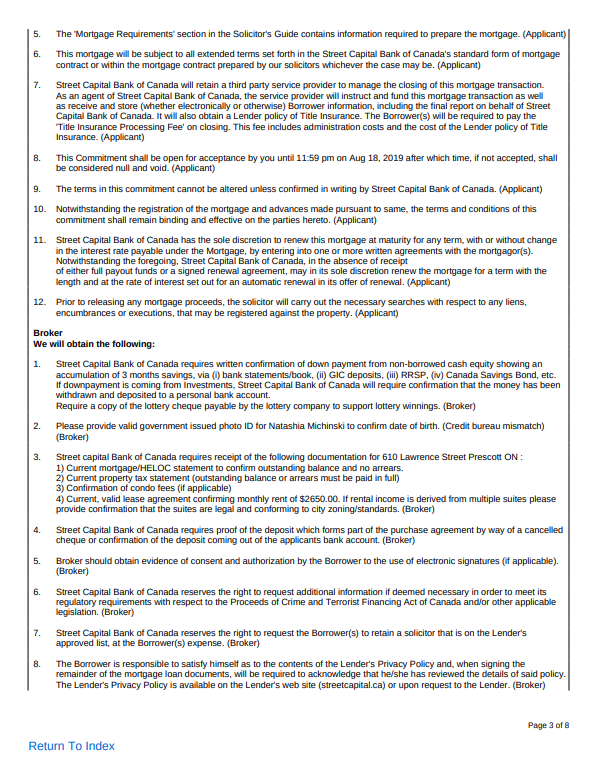 5. The 'Mortgage Requirements' section in the Solicitor's Guide contains information required to prepare the mortgage. (Applicant)
6. This mortgage will be subject to all extended terms set forth in the Street Capital Bank of Canada's standard form of mortgage
contract or within the mortgage contract prepared by our solicitors whichever the case may be. (Applicant)
7. Street Capital Bank of Canada will retain a third party service provider to manage the closing of this mortgage transaction.
As an agent of Street Capital Bank of Canada, the service provider will instruct and fund this mortgage transaction as well
as receive and store (whether electronically or otherwise) Borrower information, including the final report on behalf of Street
Capital Bank of Canada. It will also obtain a Lender policy of Title Insurance. The Borrower(s) will be required to pay the
'Title Insurance Processing Fee' on closing. This fee includes administration costs and the cost of the Lender policy of Title
Insurance. (Applicant)
8. This Commitment shall be open for acceptance by you until 11:59 pm on Aug 18, 2019 after which time, if not accepted, shall
be considered null and void. (Applicant)
9. The terms in this commitment cannot be altered unless confirmed in writing by Street Capital Bank of Canada. (Applicant)
10. Notwithstanding the registration of the mortgage and advances made pursuant to same, the terms and conditions of this
commitment shall remain binding and effective on the parties hereto. (Applicant)
11. Street Capital Bank of Canada has the sole discretion to renew this mortgage at maturity for any term, with or without change
in the interest rate payable under the Mortgage, by entering into one or more written agreements with the mortgagor(s).
Notwithstanding the foregoing, Street Capital Bank of Canada, in the absence of receipt
of either full payout funds or a signed renewal agreement, may in its sole discretion renew the mortgage for a term with the
length and at the rate of interest set out for an automatic renewal in its offer of renewal. (Applicant)
12. Prior to releasing any mortgage proceeds, the solicitor will carry out the necessary searches with respect to any liens,
encumbrances or executions, that may be registered against the property. (Applicant)
Broker
We will obtain the following:
1. Street Capital Bank of Canada requires written confirmation of down payment from non-borrowed cash equity showing an
accumulation of 3 months savings, via (i) bank statements/book, (ii) GIC deposits, (iii) RRSP, (iv) Canada Savings Bond, etc.
If downpayment is coming from Investments, Street Capital Bank of Canada will require confirmation that the money has been
withdrawn and deposited to a personal bank account.
Require a copy of the lottery cheque payable by the lottery company to support lottery winnings. (Broker)
2. Please provide valid government issued photo ID for Natashia Michinski to confirm date of birth. (Credit bureau mismatch)
(Broker)
3. Street capital Bank of Canada requires receipt of the following documentation for 610 Lawrence Street Prescott ON :
1) Current mortgage/HELOC statement to confirm outstanding balance and no arrears.
2) Current property tax statement (outstanding balance or arrears must be paid in full)
3) Confirmation of condo fees (if applicable)
4) Current, valid lease agreement confirming monthly rent of $2650.00. If rental income is derived from multiple suites please
provide confirmation that the suites are legal and conforming to city zoning/standards. (Broker)
4. Street Capital Bank of Canada requires proof of the deposit which forms part of the purchase agreement by way of a cancelled
cheque or confirmation of the deposit coming out of the applicants bank account. (Broker)
5. Broker should obtain evidence of consent and authorization by the Borrower to the use of electronic signatures (if applicable).
(Broker)
6. Street Capital Bank of Canada reserves the right to request additional information if deemed necessary in order to meet its
regulatory requirements with respect to the Proceeds of Crime and Terrorist Financing Act of Canada and/or other applicable
legislation. (Broker)
7. Street Capital Bank of Canada reserves the right to request the Borrower(s) to retain a solicitor that is on the Lender's
approved list, at the Borrower(s) expense. (Broker)
8. The Borrower is responsible to satisfy himself as to the contents of the Lender's Privacy Policy and, when signing the
remainder of the mortgage loan documents, will be required to acknowledge that he/she has reviewed the details of said policy.
The Lender's Privacy Policy is available on the Lender's web site (streetcapital.ca) or upon request to the Lender. (Broker)
Page 3 of 8
Return To Index